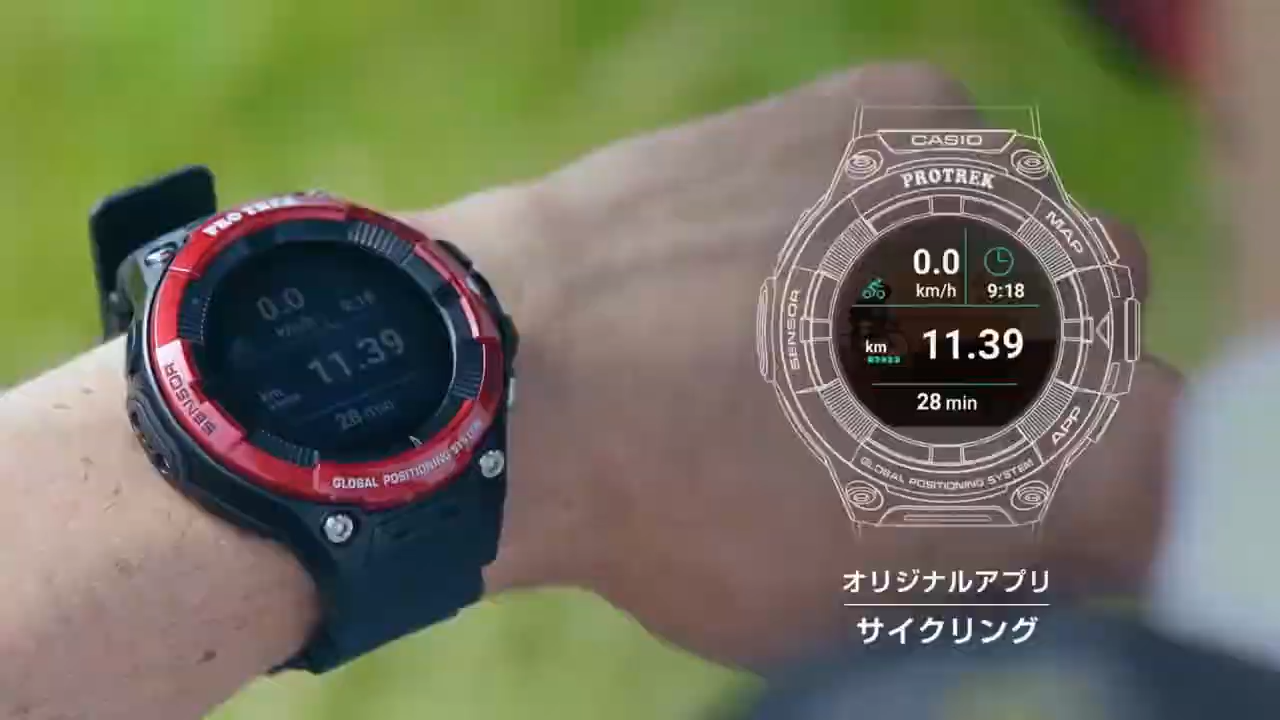 PRO TREK
0.0
9:18
km/h
11.39
km
28 min
SENSOR
GLOBAL POSITIONING SYSTEM
CASIO
PROTREK
MAP
0.0
km/h
9:18
SENSOR
km
11.39
28 min
APP
GLOBAL POSITIONING SYSTEM
オリジナルアプリ
サイクリング